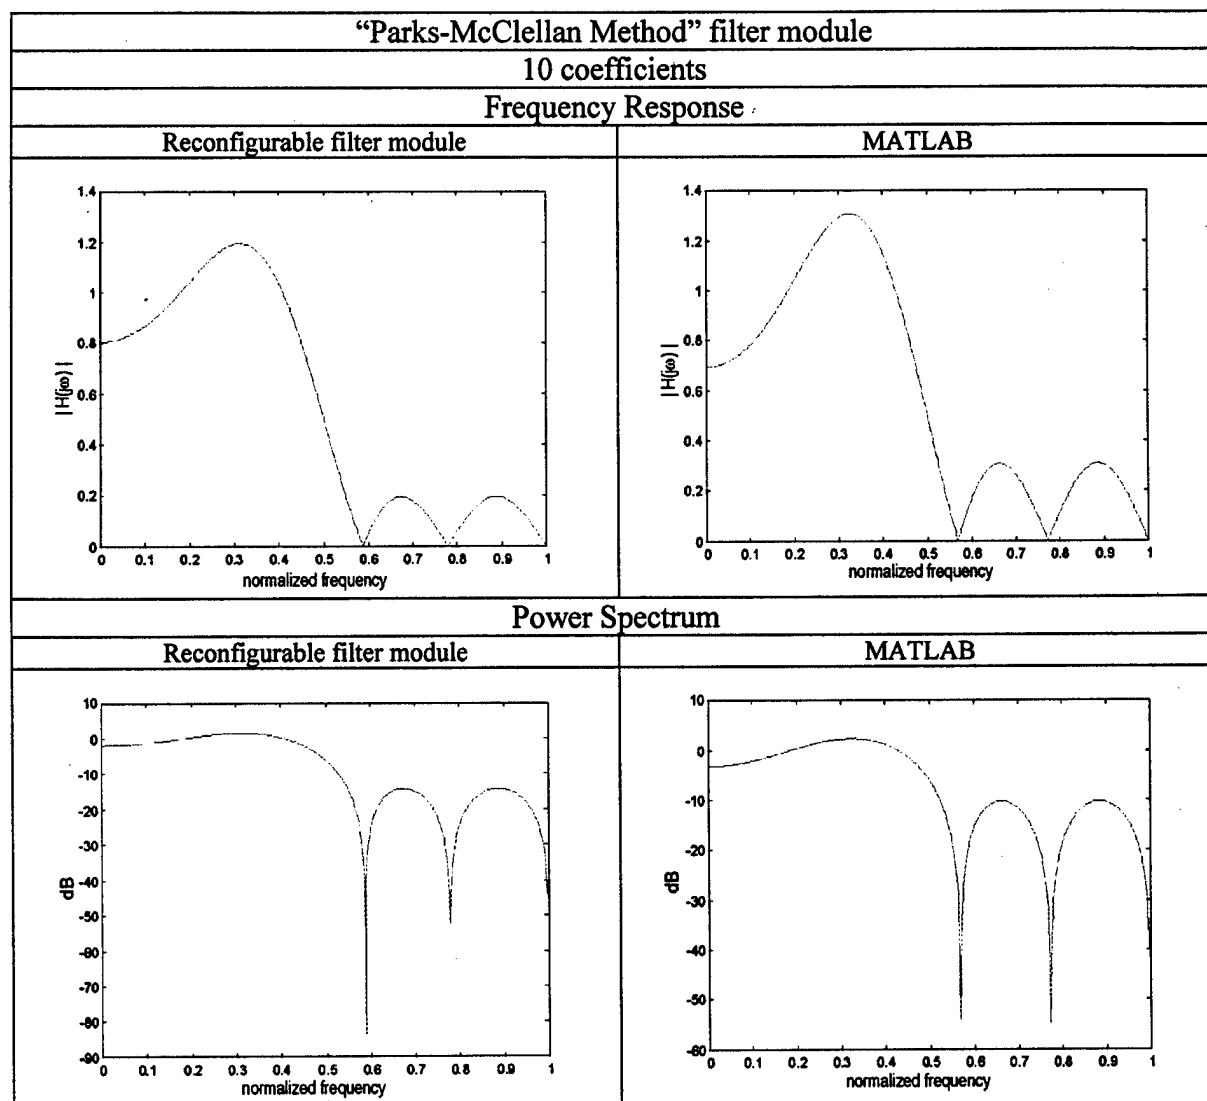 “Parks-McClellan Method” filter module
10 coefficients
Frequency Response
Reconfigurable filter module
MATLAB
1.4
1.2
1
0.8
0.6
0.4
0.2
0
|H(jω)|
0 0.1 0.2 0.3 0.4 0.5 0.6 0.7 0.8 0.9 1
normalized frequency
1.4
1.2
1
0.8
0.6
0.4
0.2
0
|H(jω)|
0 0.1 0.2 0.3 0.4 0.5 0.6 0.7 0.8 0.9 1
normalized frequency
Power Spectrum
Reconfigurable filter module
MATLAB
10
0
-10
-20
-30
-40
-50
-60
-70
-80
-90
dB
0 0.1 0.2 0.3 0.4 0.5 0.6 0.7 0.8 0.9 1
normalized frequency
10
0
-10
-20
-30
-40
-50
-60
dB
0 0.1 0.2 0.3 0.4 0.5 0.6 0.7 0.8 0.9 1
normalized frequency